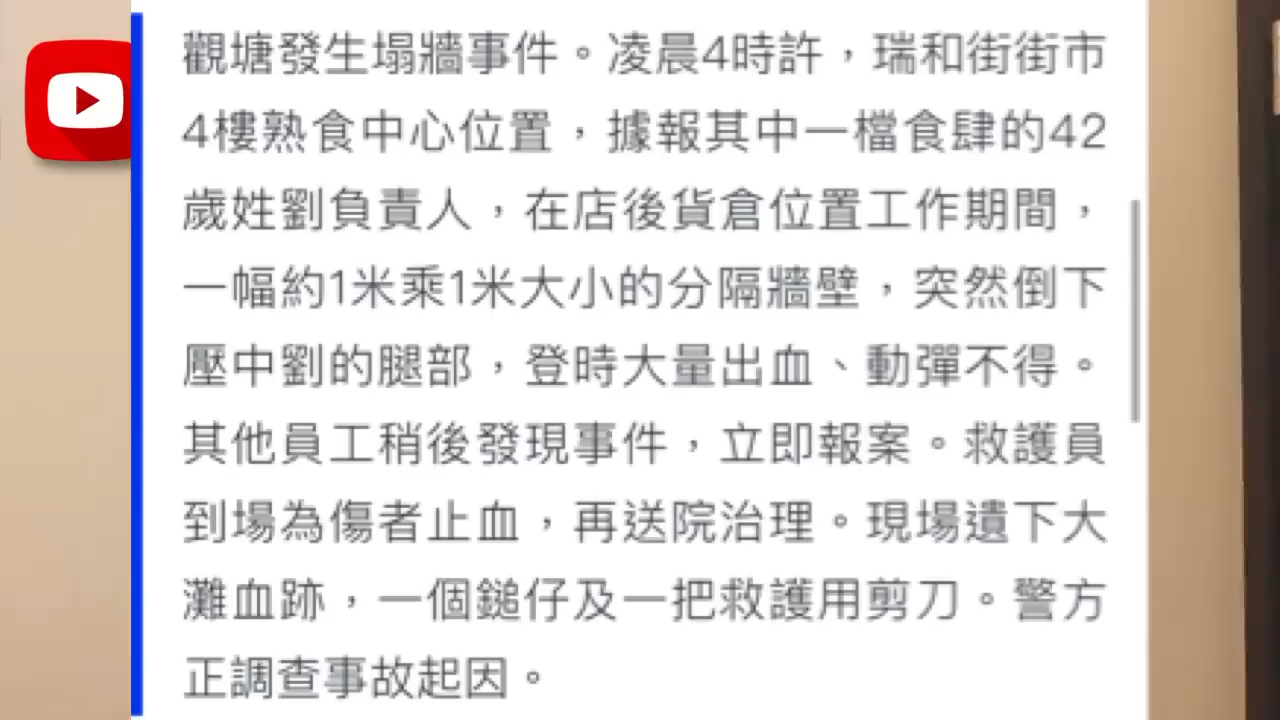 觀塘發生塌牆事件。凌晨4時許，瑞和街街市
4樓熟食中心位置，據報其中一檔食肆的42
歲姓劉負責人，在店後貨倉位置工作期間，
一幅約1米乘1米大小的分隔牆壁，突然倒下
壓中劉的腿部，登時大量出血、動彈不得。
其他員工稍後發現事件，立即報案。救護員
到場為傷者止血，再送院治理。現場遺下大
灘血跡，一個鎚仔及一把救護用剪刀。警方
正調查事故起因。